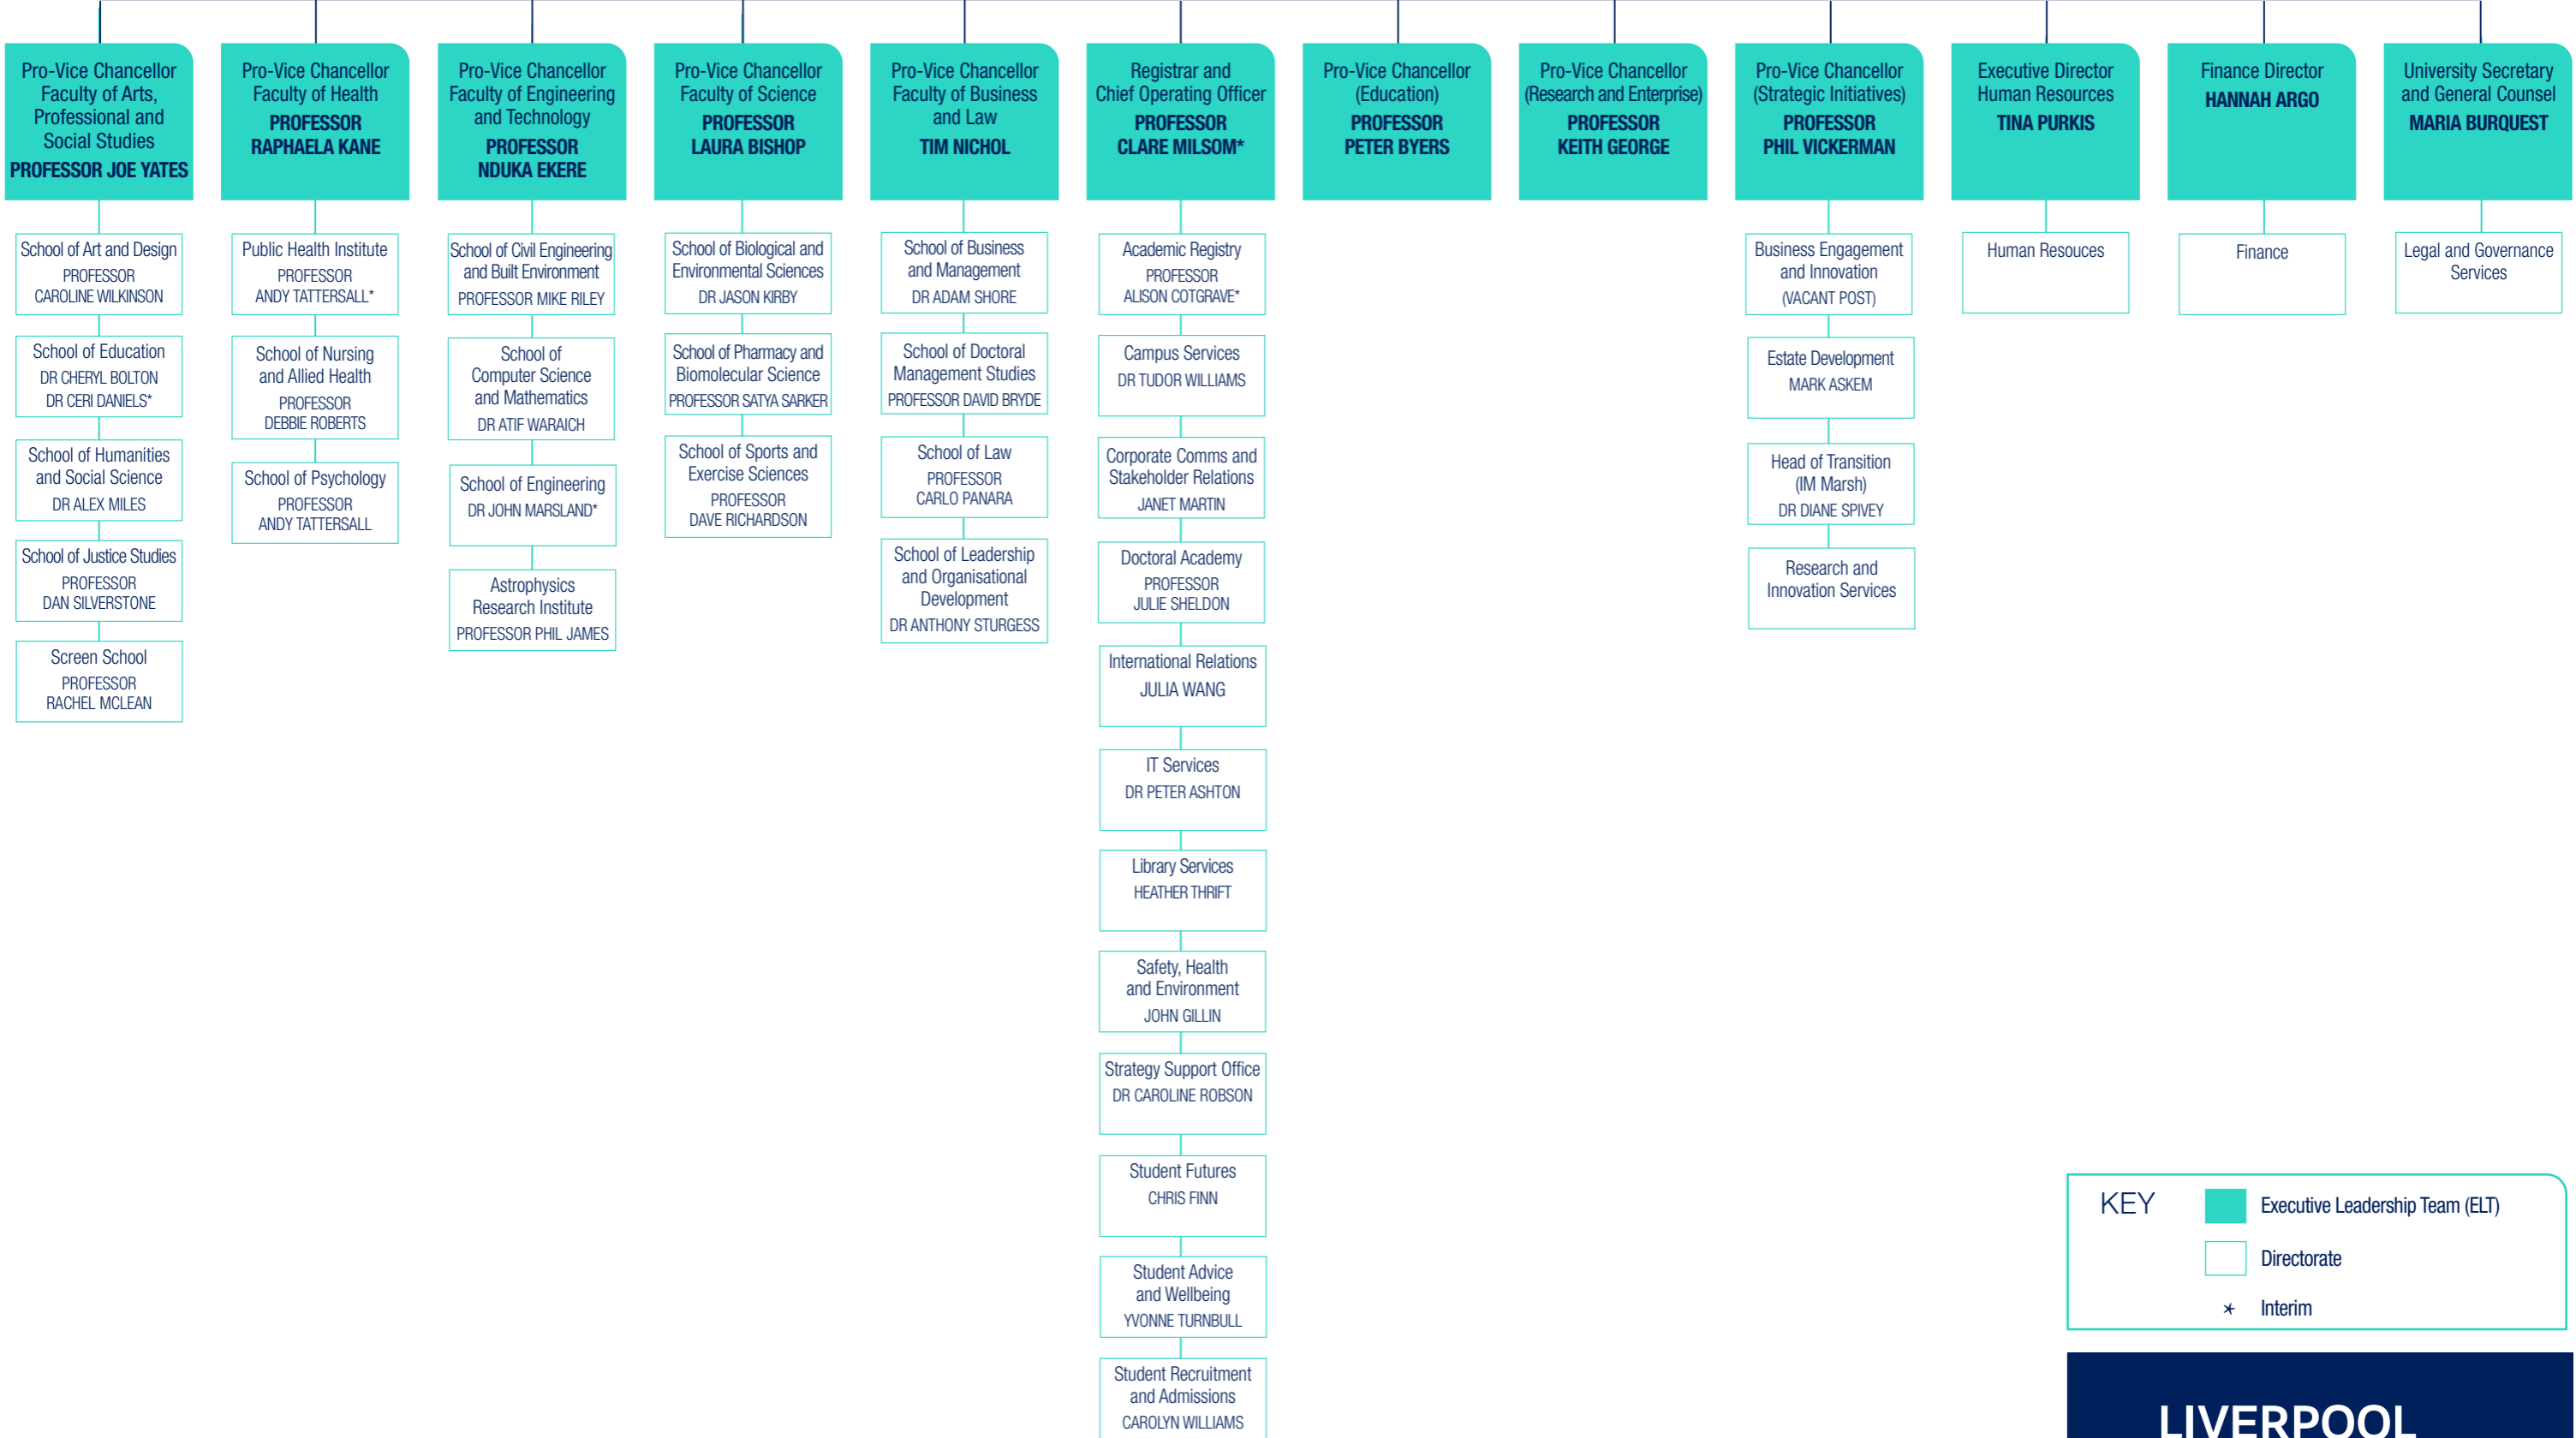 Pro-Vice Chancellor
Faculty of Arts,
Professional and
Social Studies
PROFESSOR JOE YATES
School of Art and Design
PROFESSOR
CAROLINE WILKINSON
School of Education
DR CHERYL BOLTON
DR CERI DANIELS*
School of Humanities
and Social Science
DR ALEX MILES
School of Justice Studies
PROFESSOR
DAN SILVERSTONE
Screen School
PROFESSOR
RACHEL MCLEAN
Pro-Vice Chancellor
Faculty of Health
PROFESSOR
RAPHAELA KANE
Public Health Institute
PROFESSOR
ANDY TATTERSALL*
School of Nursing
and Allied Health
PROFESSOR
DEBBIE ROBERTS
School of Psychology
PROFESSOR
ANDY TATTERSALL
Pro-Vice Chancellor
Faculty of Engineering
and Technology
PROFESSOR
NDUKA EKERE
School of Civil Engineering
and Built Environment
PROFESSOR MIKE RILEY
School of
Computer Science
and Mathematics
DR ATIF WARAICH
School of Engineering
DR JOHN MARSLAND*
Astrophysics
Research Institute
PROFESSOR PHIL JAMES
Pro-Vice Chancellor
Faculty of Science
PROFESSOR
LAURA BISHOP
School of Biological and
Environmental Sciences
DR JASON KIRBY
School of Pharmacy and
Biomolecular Science
PROFESSOR SATYA SARKER
School of Sports and
Exercise Sciences
PROFESSOR
DAVE RICHARDSON
Pro-Vice Chancellor
Faculty of Business
and Law
TIM NICHOL
School of Business
and Management
DR ADAM SHORE
School of Doctoral
Management Studies
PROFESSOR DAVID BRYDE
School of Law
PROFESSOR
CARLO PANARA
School of Leadership
and Organisational
Development
DR ANTHONY STURGESS
Registrar and
Chief Operating Officer
PROFESSOR
CLARE MILSOM*
Academic Registry
PROFESSOR
ALISON COTGRAVE*
Campus Services
DR TUDOR WILLIAMS
Corporate Comms and
Stakeholder Relations
JANET MARTIN
Doctoral Academy
PROFESSOR
JULIE SHELDON
International Relations
JULIA WANG
IT Services
DR PETER ASHTON
Library Services
HEATHER THRIFT
Safety, Health
and Environment
JOHN GILLIN
Strategy Support Office
DR CAROLINE ROBSON
Student Futures
CHRIS FINN
Student Advice
and Wellbeing
YVONNE TURNBULL
Student Recruitment
and Admissions
CAROLYN WILLIAMS
Pro-Vice Chancellor
(Education)
PROFESSOR
PETER BYERS
Pro-Vice Chancellor
(Research and Enterprise)
PROFESSOR
KEITH GEORGE
Pro-Vice Chancellor
(Strategic Initiatives)
PROFESSOR
PHIL VICKERMAN
Business Engagement
and Innovation
(VACANT POST)
Estate Development
MARK ASKEM
Head of Transition
(IM Marsh)
DR DIANE SPIVEY
Research and
Innovation Services
Executive Director
Human Resources
TINA PURKIS
Human Resouces
Finance Director
HANNAH ARGO
Finance
University Secretary
and General Counsel
MARIA BURQUEST
Legal and Governance
Services
KEY
Executive Leadership Team (ELT)
Directorate
* Interim
LIVERPOOL